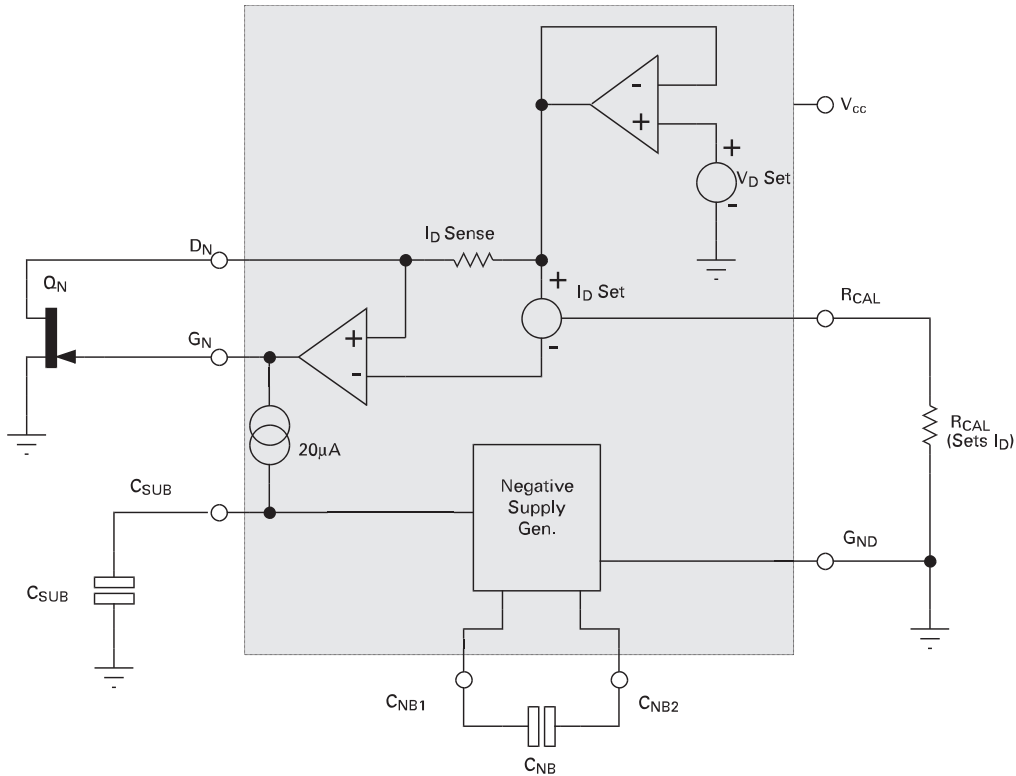 -
+
Vcc
+
VD Set
-
ID Sense
DN
+
ID Set
QN
RCAL
GN
+
-
-
RCAL
(Sets ID)
20µA
CSUB
Negative
Supply
Gen.
GND
CSUB
CNB1
CNB2
CNB